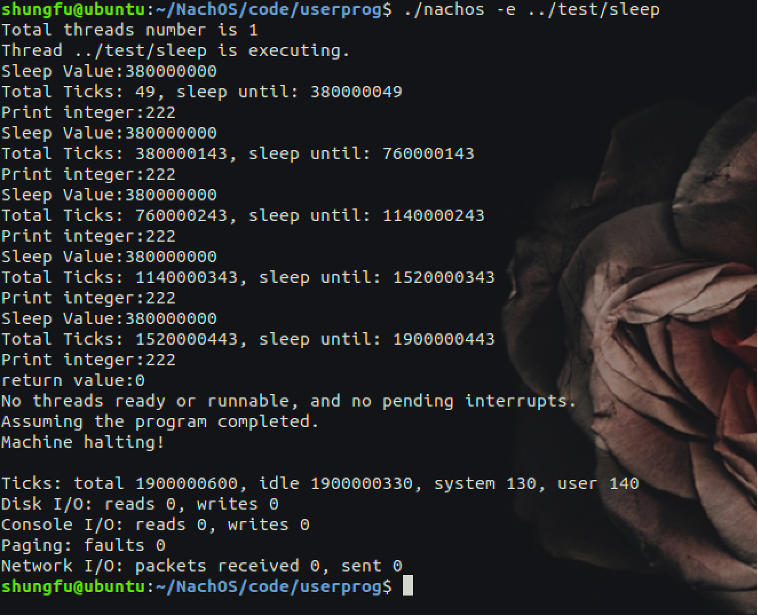 shungfu@ubuntu:~/NachOS/code/userprog$ ./nachos -e ../test/sleep
Total threads number is 1
Thread ../test/sleep is executing.
Sleep Value:380000000
Total Ticks: 49, sleep until: 380000049
Print integer:222
Sleep Value:380000000
Total Ticks: 380000143, sleep until: 760000143
Print integer:222
Sleep Value:380000000
Total Ticks: 760000243, sleep until: 1140000243
Print integer:222
Sleep Value:380000000
Total Ticks: 1140000343, sleep until: 1520000343
Print integer:222
Sleep Value:380000000
Total Ticks: 1520000443, sleep until: 1900000443
Print integer:222
return value:0
No threads ready or runnable, and no pending interrupts.
Assuming the program completed.
Machine halting!

Ticks: total 1900000600, idle 1900000330, system 130, user 140
Disk I/O: reads 0, writes 0
Console I/O: reads 0, writes 0
Paging: faults 0
Network I/O: packets received 0, sent 0
shungfu@ubuntu:~/NachOS/code/userprog$